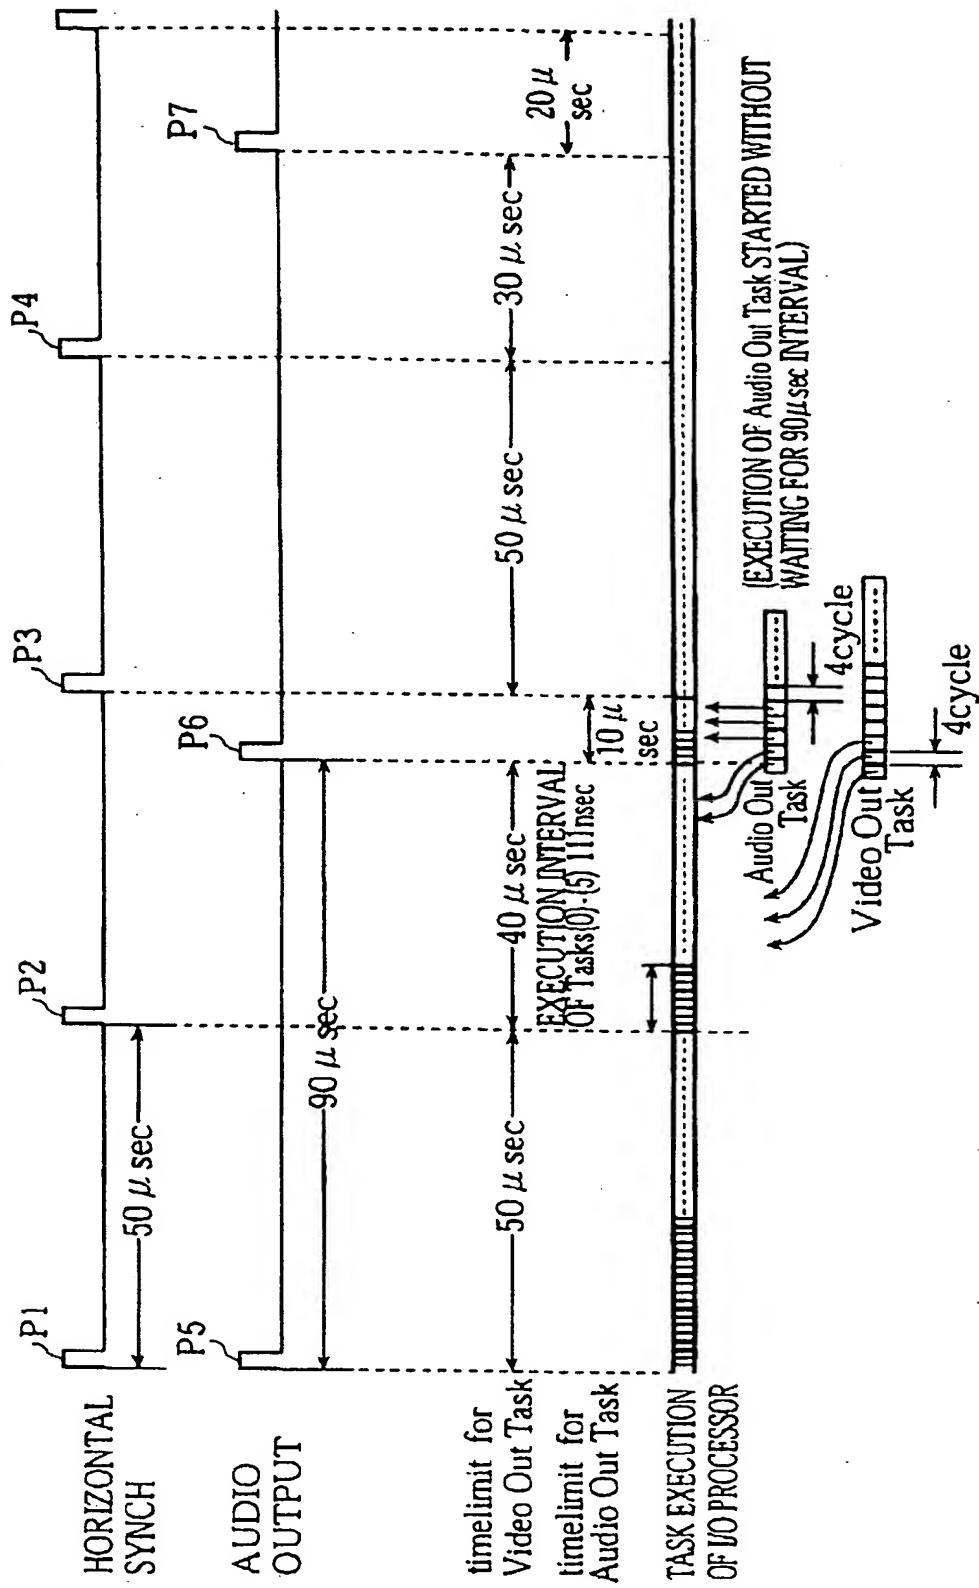 HORIZONTAL
SYNCH
P1
P2
P3
P4
50 μ sec
AUDIO
OUTPUT
P5
P6
P7
90 μ sec
timelimit for
Video Out Task
50 μ sec
40 μ sec
50 μ sec
30 μ sec
EXECUTION INTERVAL
OF Tasks(0)-(5) 111nsec
timelimit for
Audio Out Task
10 μ
sec
20 μ
sec
TASK EXECUTION
OF I/O PROCESSOR
Audio Out
Task
4cycle
(EXECUTION OF Audio Out Task STARTED WITHOUT
WAITING FOR 90μsec INTERVAL)
Video Out
Task
4cycle